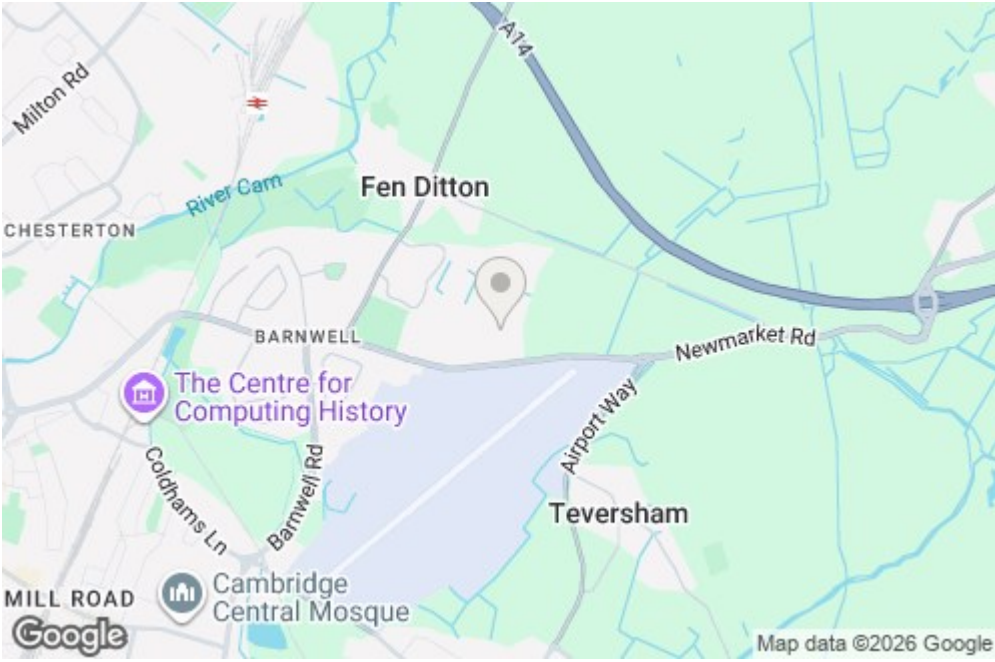 A14
Milton Rd
River Cam
Fen Ditton
CHESTERTON
BARNWELL
Newmarket Rd
The Centre for
Computing History
Airport Way
Coldhams Ln
Barnwell Rd
Teversham
Cambridge
Central Mosque
MILL ROAD
Google
Map data ©2026 Google